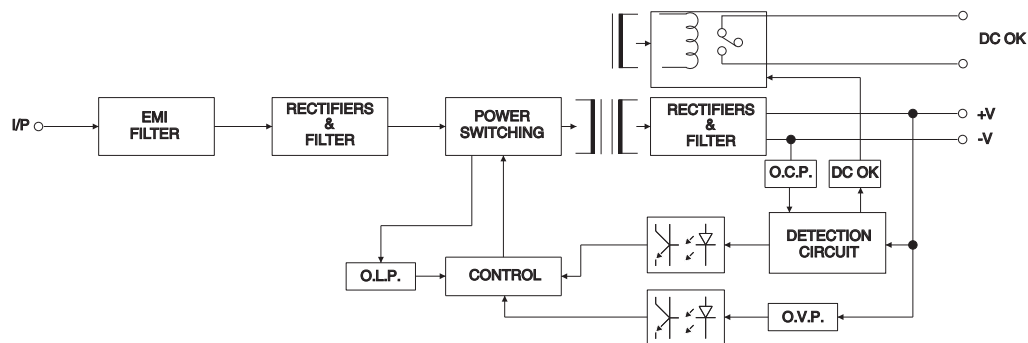 DC OK
I/P
EMI
FILTER
RECTIFIERS
&
FILTER
POWER
SWITCHING
RECTIFIERS
&
FILTER
+V
-V
O.C.P.
DC OK
DETECTION
CIRCUIT
O.L.P.
CONTROL
O.V.P.